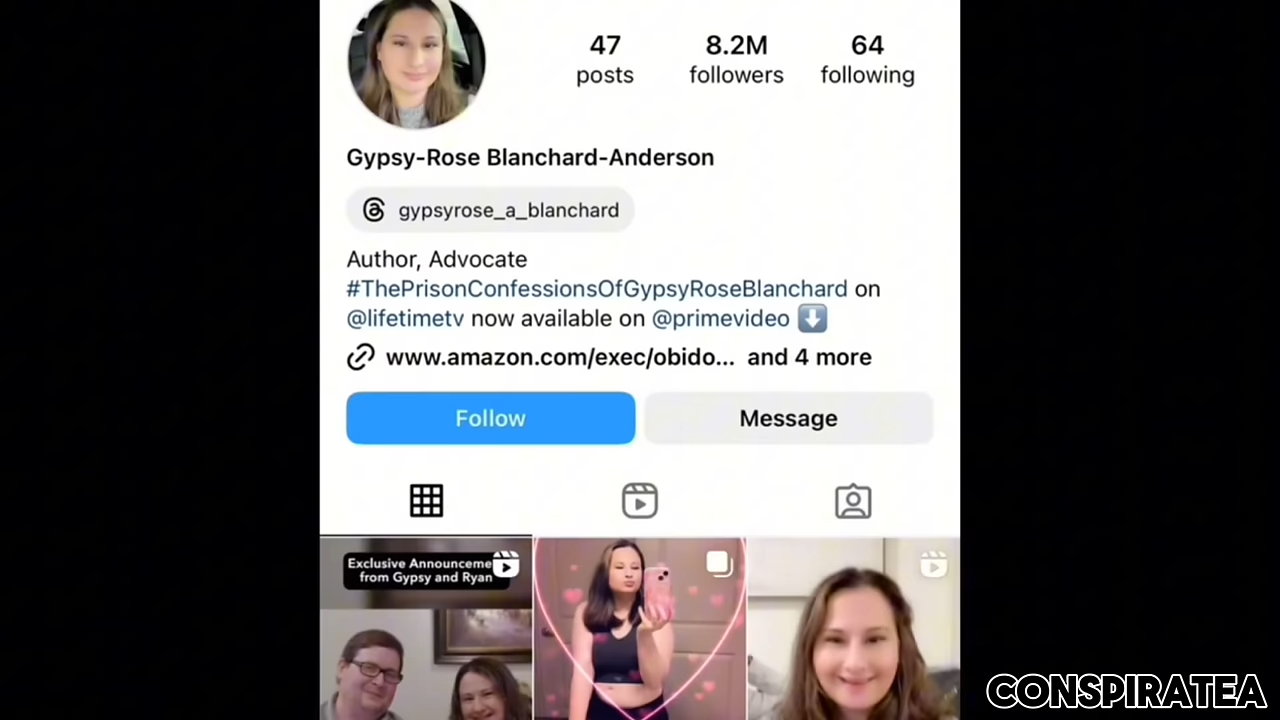 47
posts
8.2M
followers
64
following
Gypsy-Rose Blanchard-Anderson
gypsyrose_a_blanchard
Author, Advocate
#ThePrisonConfessionsOfGypsyRoseBlanchard on
@lifetimetv now available on @primevideo
www.amazon.com/exec/obido... and 4 more
Follow
Message
Exclusive Announceme
from Gypsy and Ryan
CONSPIRATEA